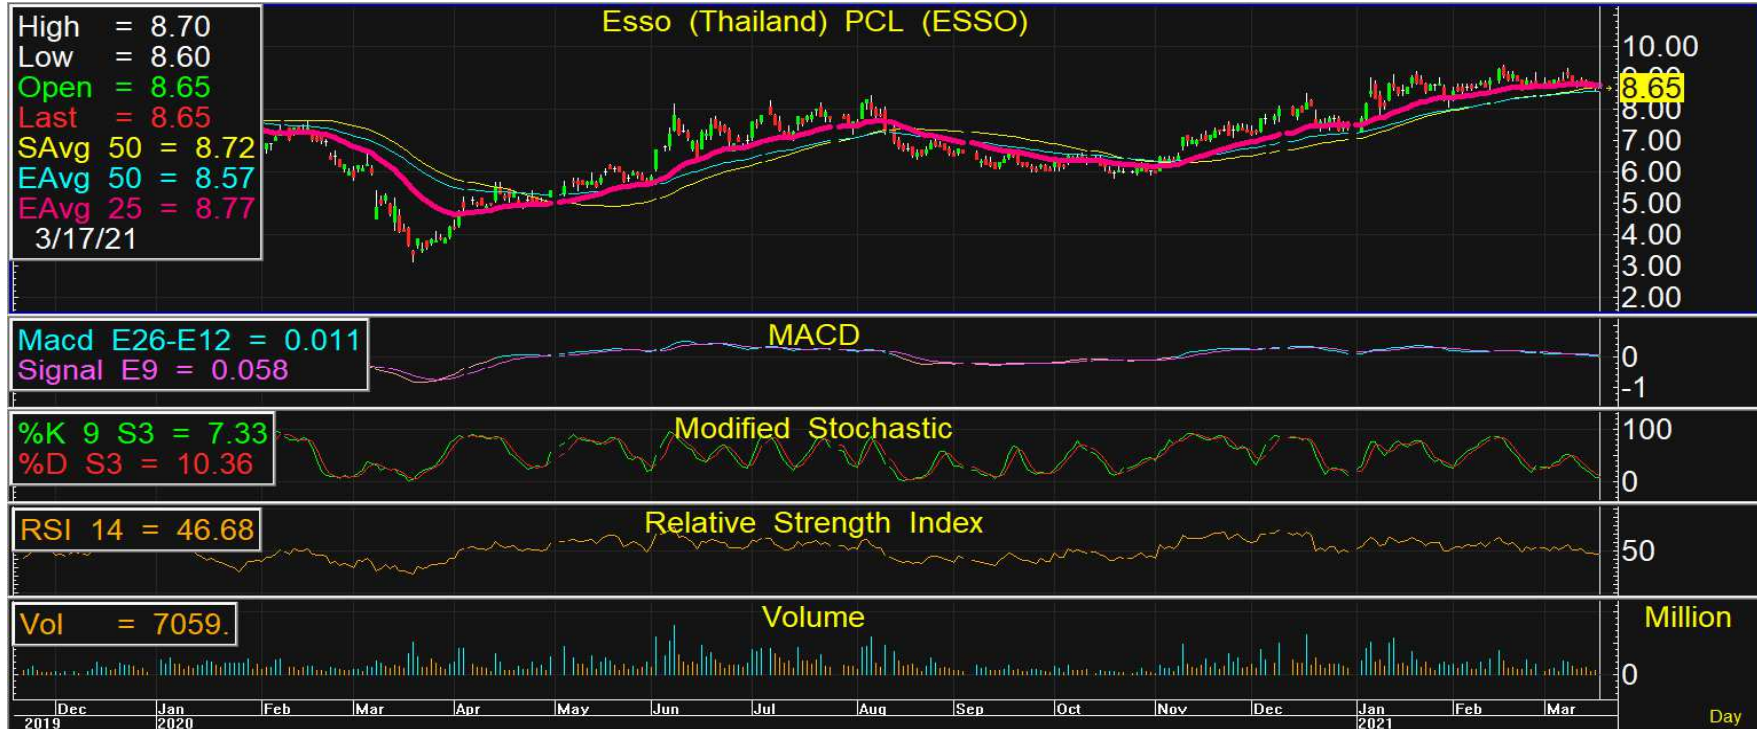 Esso (Thailand) PCL (ESSO)
High = 8.70
Low = 8.60
Open = 8.65
Last = 8.65
SAvg 50 = 8.72
EAvg 50 = 8.57
EAvg 25 = 8.77
3/17/21
10.00
8.65
8.00
7.00
6.00
5.00
4.00
3.00
2.00
MACD
Macd E26-E12 = 0.011
Signal E9 = 0.058
0
-1
Modified Stochastic
%K 9 S3 = 7.33
%D S3 = 10.36
100
0
Relative Strength Index
RSI 14 = 46.68
50
Volume
Million
Vol = 7059.
0
Dec Jan Feb Mar Apr May Jun Jul Aug Sep Oct Nov Dec Jan Feb Mar
2019 2020 2021
Day